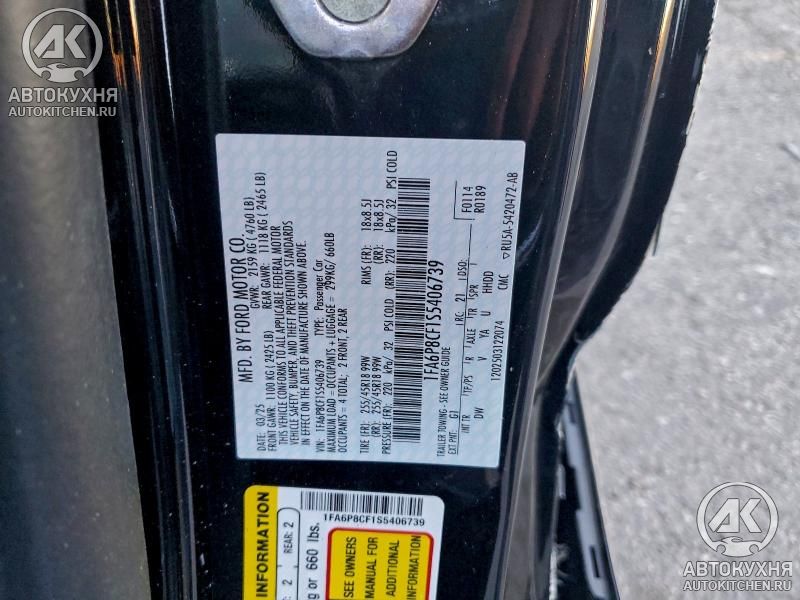 АВТОКУХНЯ
AUTOKITCHEN.RU
MFD. BY FORD MOTOR CO.
DATE: 03/25 GVWR: 2159 KG ( 4760 LB)
FRONT GAWR: 1100 KG ( 2425 LB) REAR GAWR: 1118 KG ( 2465 LB)
THIS VEHICLE CONFORMS TO ALL APPLICABLE FEDERAL MOTOR
VEHICLE SAFETY, BUMPER, AND THEFT PREVENTION STANDARDS
IN EFFECT ON THE DATE OF MANUFACTURE SHOWN ABOVE.
VIN: 1FA6P8CF1S5406739 TYPE: Passenger Car
MAXIMUM LOAD = OCCUPANTS + LUGGAGE = 299KG/ 660LB
OCCUPANTS = 4 TOTAL; 2 FRONT, 2 REAR
TIRE (FR): 255/45R18 99W RIMS (FR): 18x8.5J
(RR): 255/45R18 99W (RR): 18x8.5J
PRESSURE (FR): 220 kPa/ 32 PSI COLD (RR): 220 kPa/ 32 PSI COLD
1FA6P8CF1S5406739
TRAILER TOWING - SEE OWNER GUIDE
EXT PNT: G1 RC: 21 DSO: F0114
R0189
INT TR TP/PS R AXLE TR SPR
DW V YA U HHDD
1202503122074 CMC ▽RU5A-5420472-AB
INFORMATION
2 REAR: 2
g or 660 lbs.
1FA6P8CF1S5406739
SEE OWNERS
MANUAL FOR
ADDITIONAL
INFORMATION
АВТОКУХНЯ
AUTOKITCHEN.RU